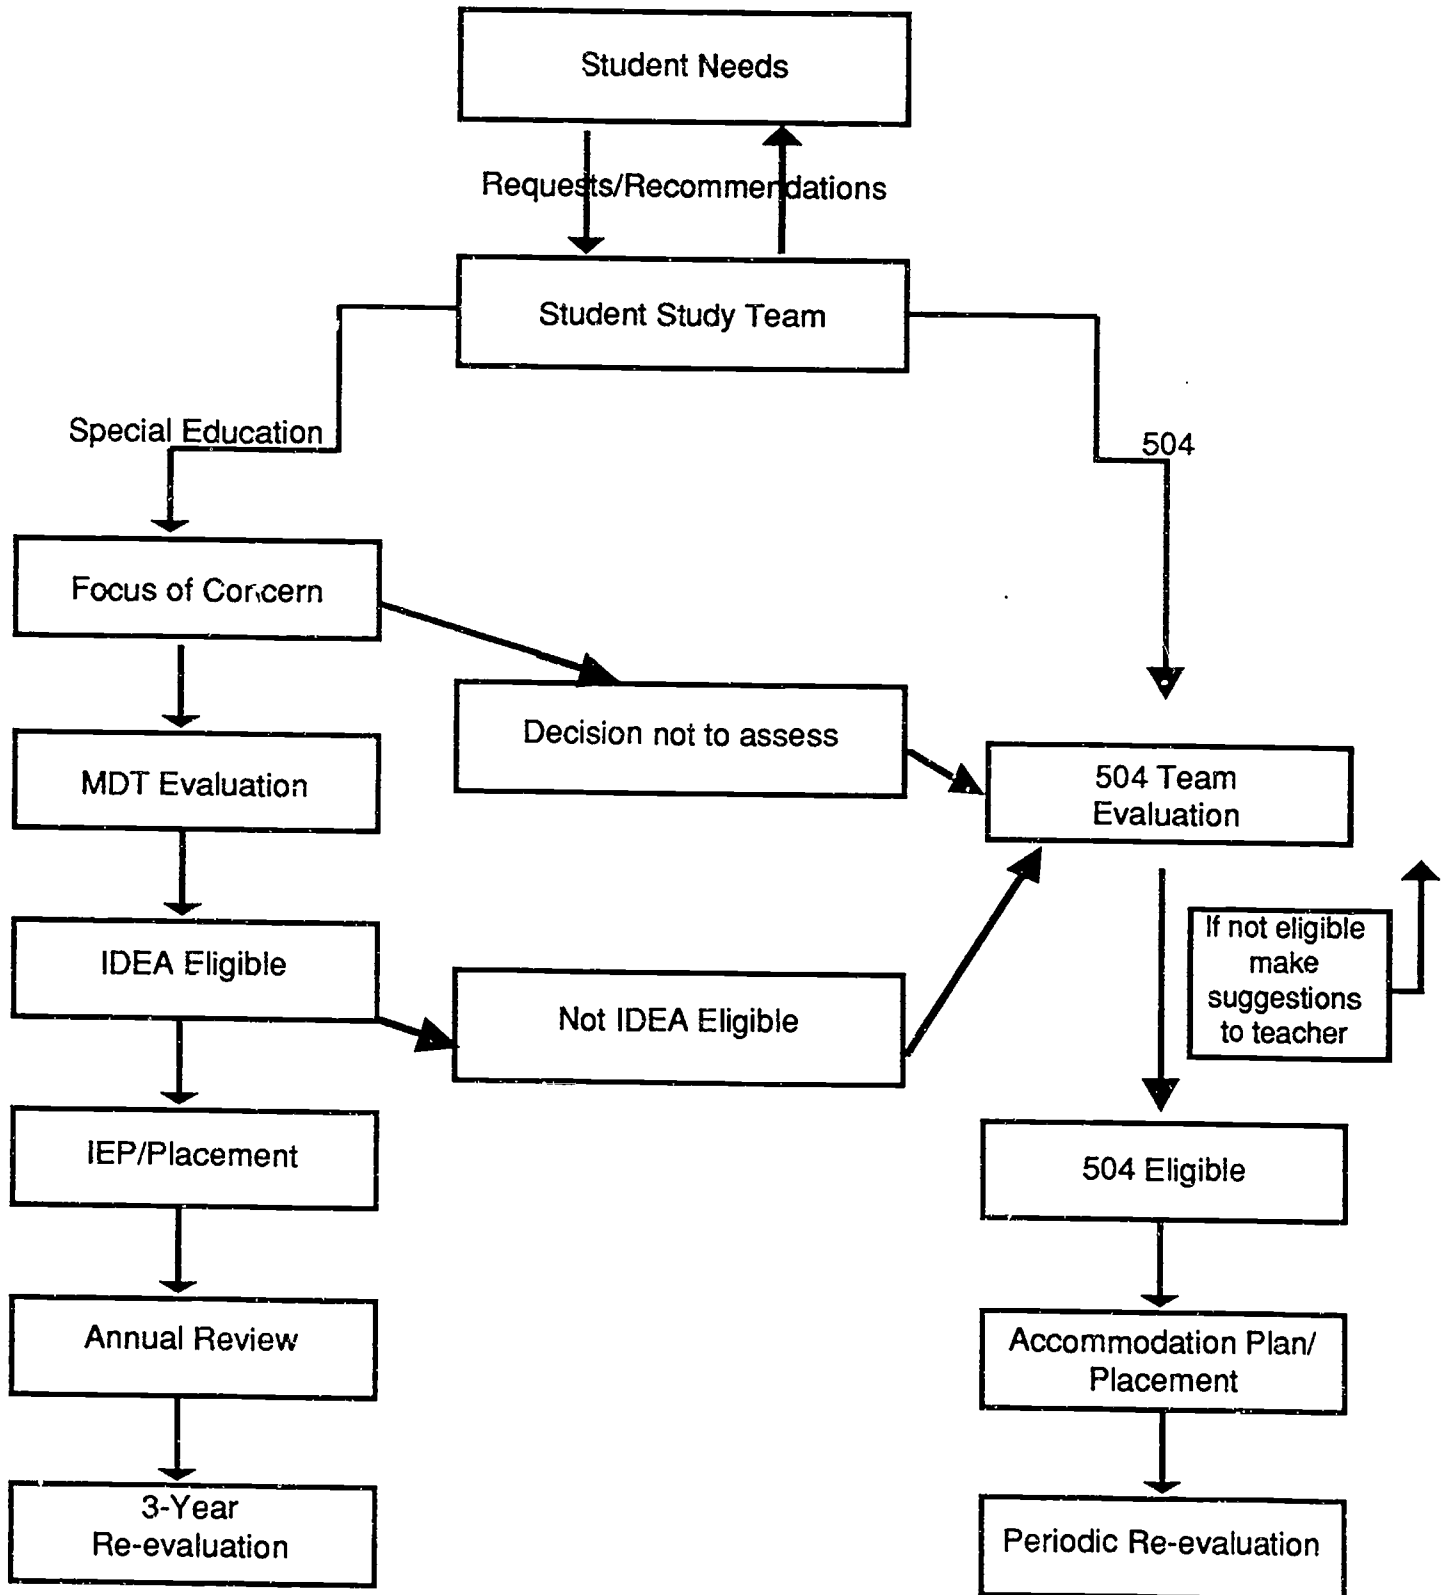 Student Needs
Requests/Recommendations
Student Study Team
Special Education
504
Focus of Concern
Decision not to assess
MDT Evaluation
504 Team
Evaluation
If not eligible
make
suggestions
to teacher
IDEA Eligible
Not IDEA Eligible
IEP/Placement
504 Eligible
Annual Review
Accommodation Plan/
Placement
3-Year
Re-evaluation
Periodic Re-evaluation